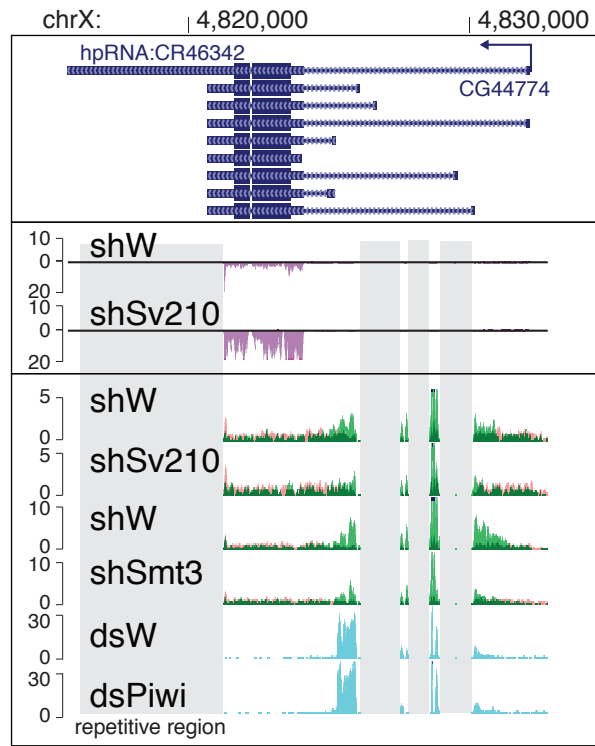 chrX: 4,820,000 4,830,000
hpRNA:CR46342
CG44774
10 shW
0
20
10 shSv210
0
20
5 shW
0
5 shSv210
0
10 shW
0
10 shSmt3
0
30 dsW
0
30 dsPiwi
0
repetitive region